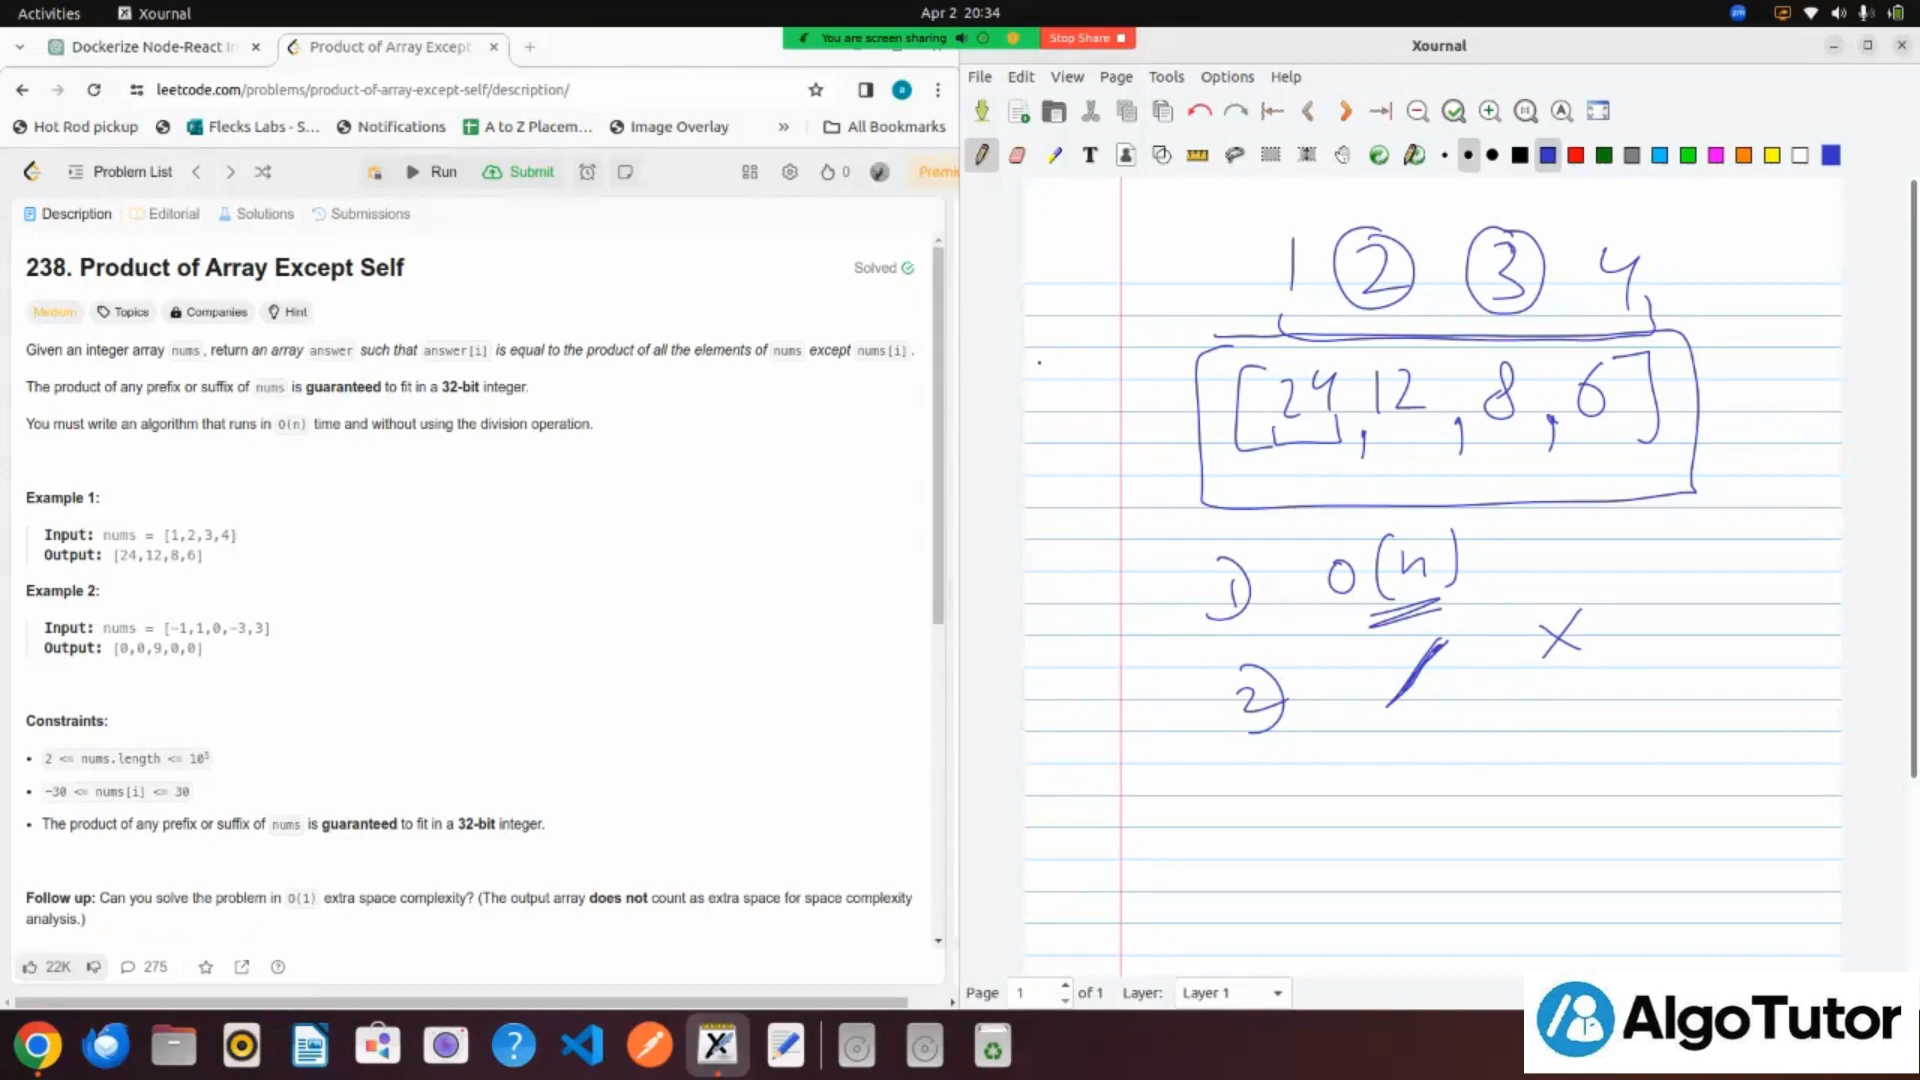 Activities Xournal Apr 2 20:34 zm
Dockerize Node-React I Product of Array Except
You are screen sharing Stop Share
Xournal
leetcode.com/problems/product-of-array-except-self/description/
File Edit View Page Tools Options Help
Hot Rod pickup Flecks Labs - S... Notifications A to Z Placem... Image Overlay » All Bookmarks
Problem List Run Submit 0 Premi
Description Editorial Solutions Submissions
238. Product of Array Except Self
Solved
Medium Topics Companies Hint
Given an integer array nums, return an array answer such that answer[i] is equal to the product of all the elements of nums except nums[i].
The product of any prefix or suffix of nums is guaranteed to fit in a 32-bit integer.
You must write an algorithm that runs in O(n) time and without using the division operation.
Example 1:
Input: nums = [1,2,3,4]
Output: [24,12,8,6]
Example 2:
Input: nums = [-1,1,0,-3,3]
Output: [0,0,9,0,0]
Constraints:
• 2 <= nums.length <= 10⁵
• -30 <= nums[i] <= 30
• The product of any prefix or suffix of nums is guaranteed to fit in a 32-bit integer.
Follow up: Can you solve the problem in O(1) extra space complexity? (The output array does not count as extra space for space complexity
analysis.)
22K 275
1 2 3 4
[24, 12, 8, 6]
1) O(n)
2) / X
Page 1 of 1 Layer: Layer 1
AlgoTutor